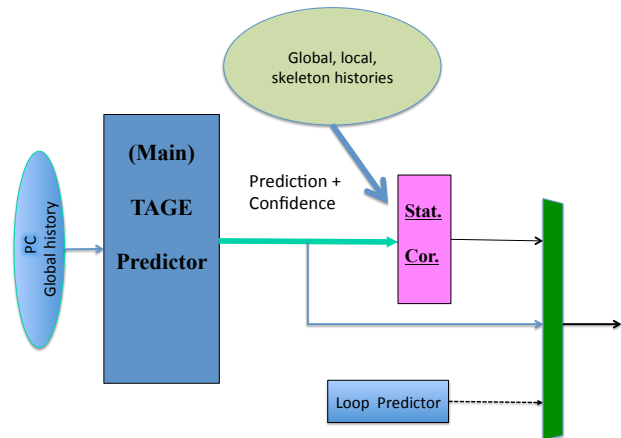 Global, local,
skeleton histories
(Main)
TAGE
Predictor
PC
Global history
Prediction +
Confidence
Stat.
Cor.
Loop Predictor